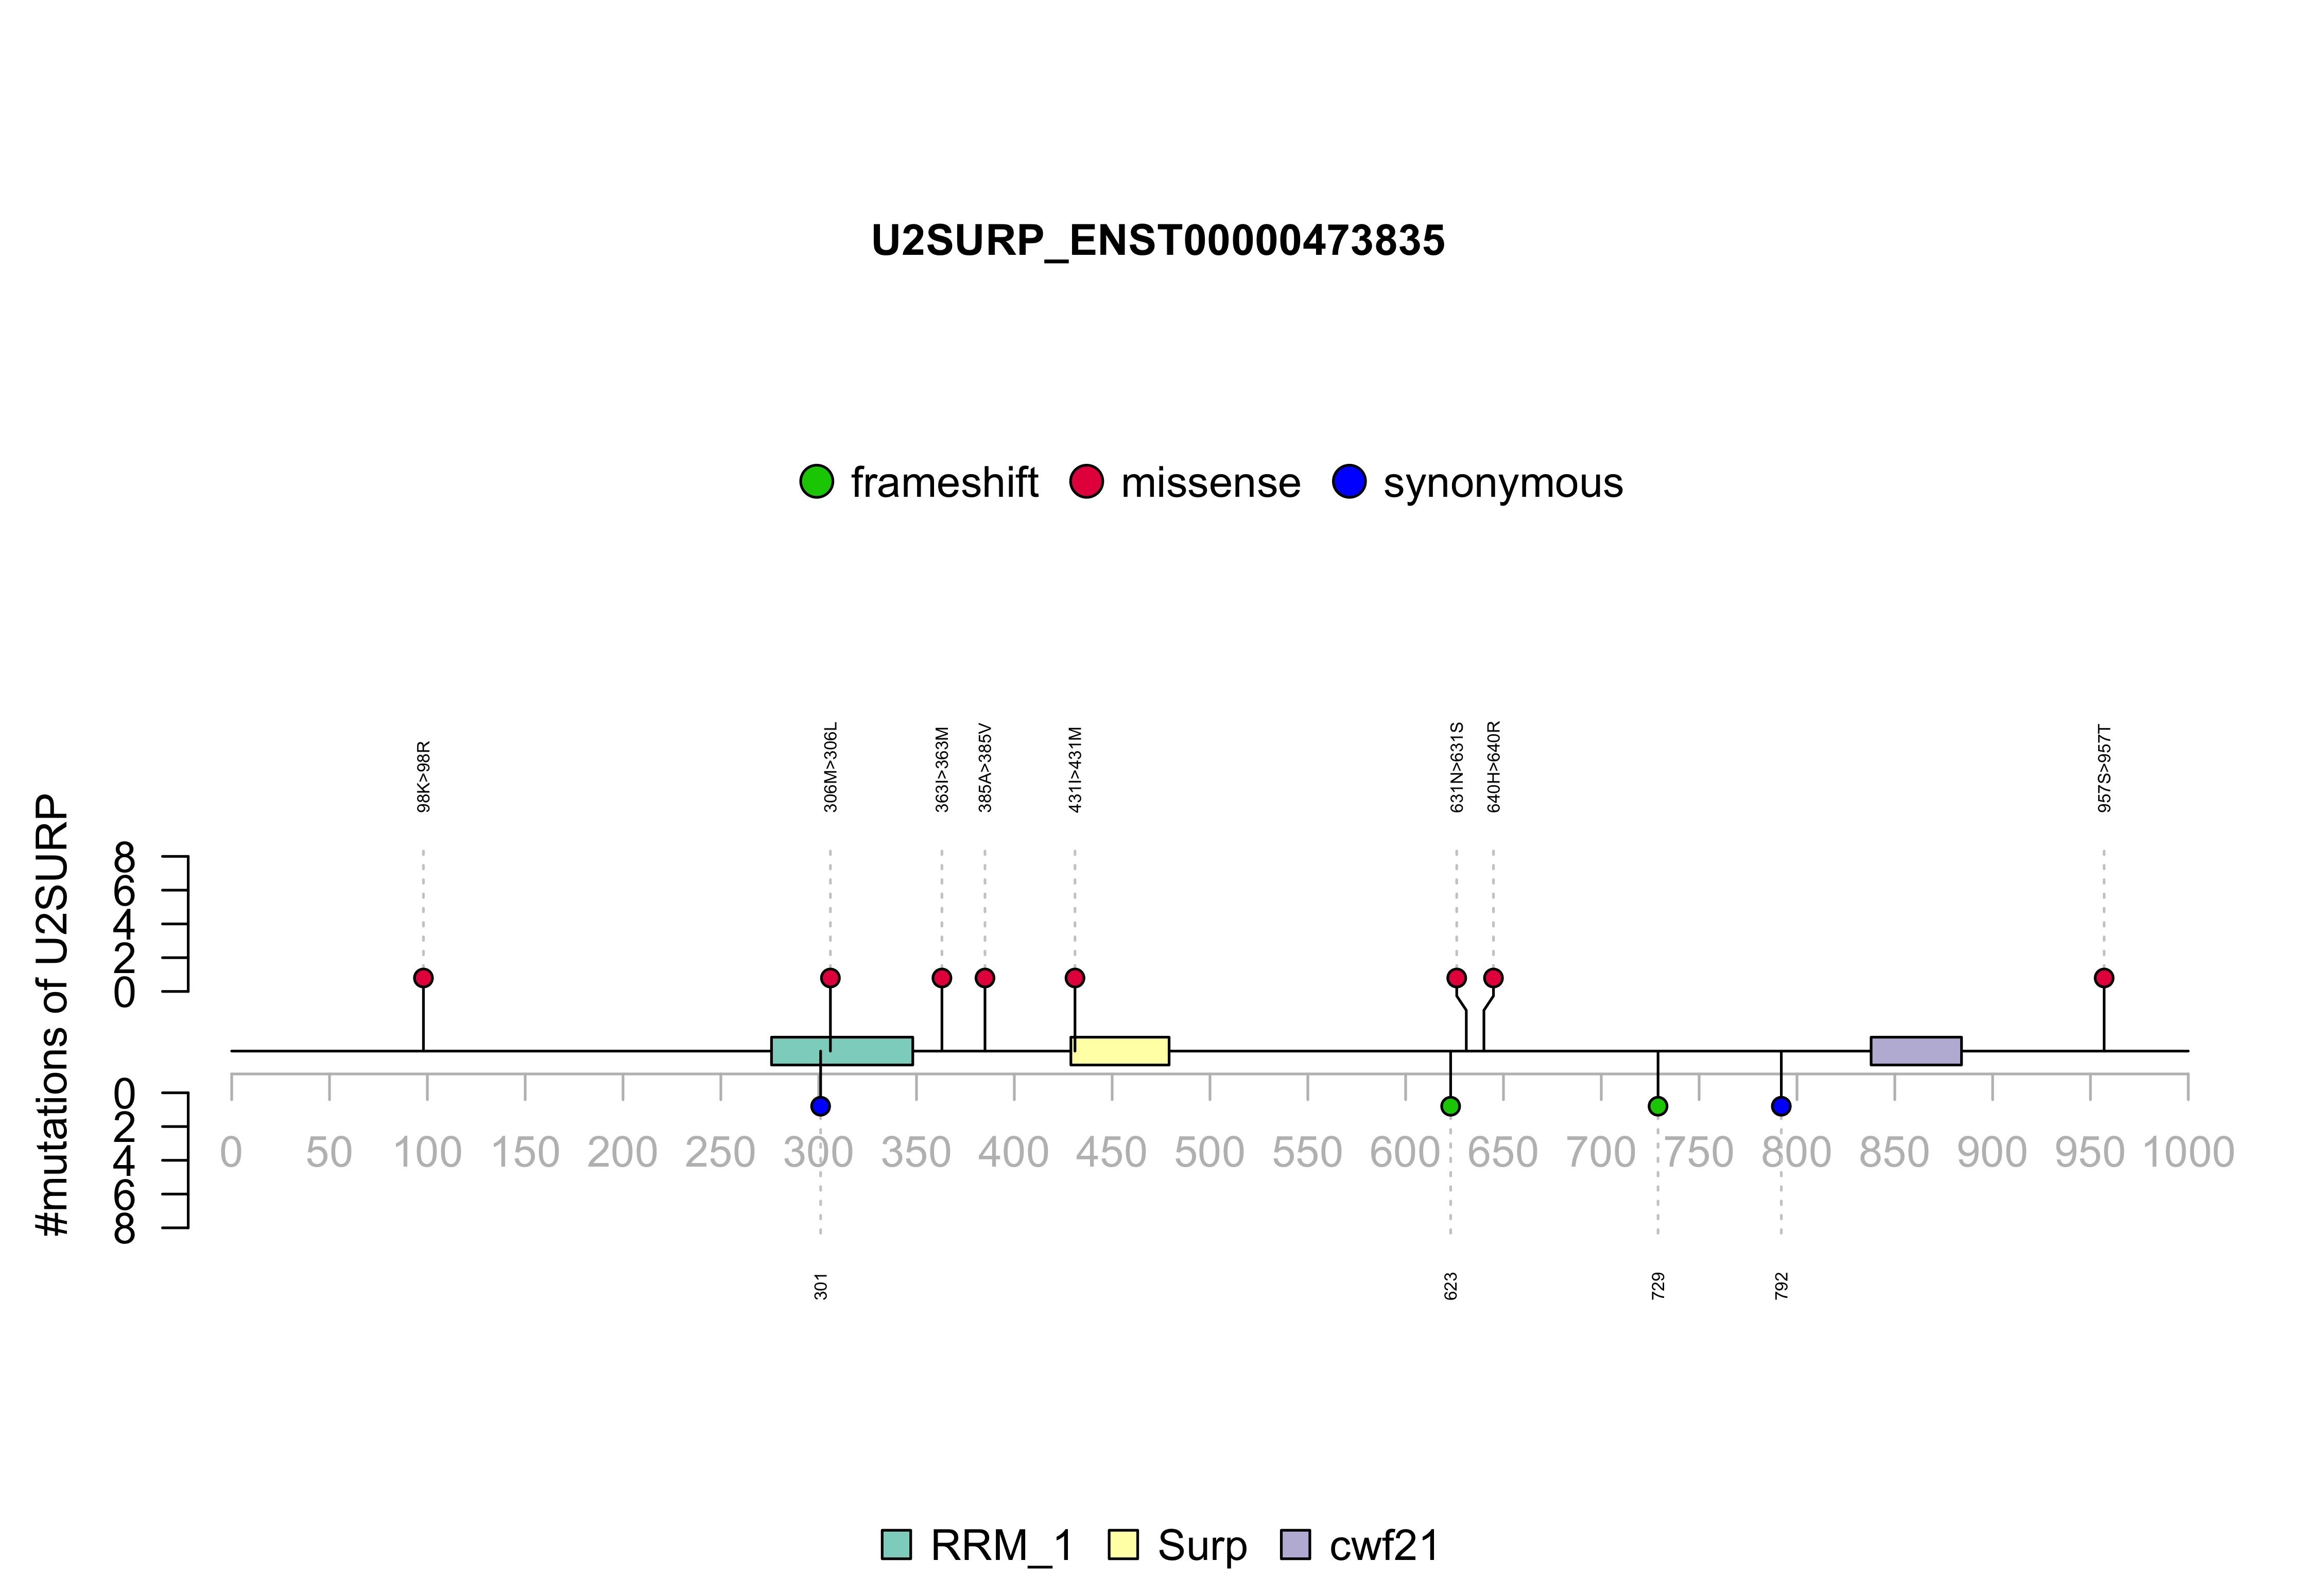 U2SURP_ENST00000473835
frameshift missense synonymous
98K>98R
306M>306L
363I>363M
385A>385V
431I>431M
631N>631S
640H>640R
957S>957T
#mutations of U2SURP
8
6
4
2
0
0
2
4
6
8
0 50 100 150 200 250 300 350 400 450 500 550 600 650 700 750 800 850 900 950 1000
301
623
729
792
RRM_1 Surp cwf21